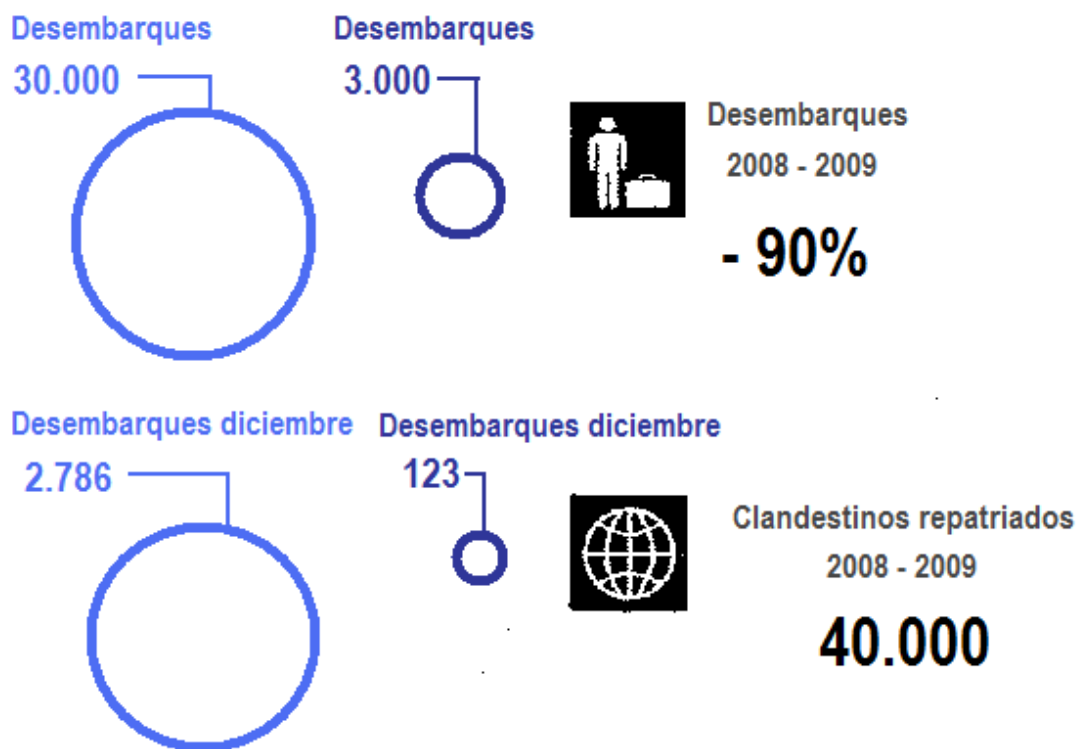 Desembarques
30.000
Desembarques
3.000
Desembarques
2008 - 2009
- 90%
Desembarques diciembre
2.786
Desembarques diciembre
123
Clandestinos repatriados
2008 - 2009
40.000